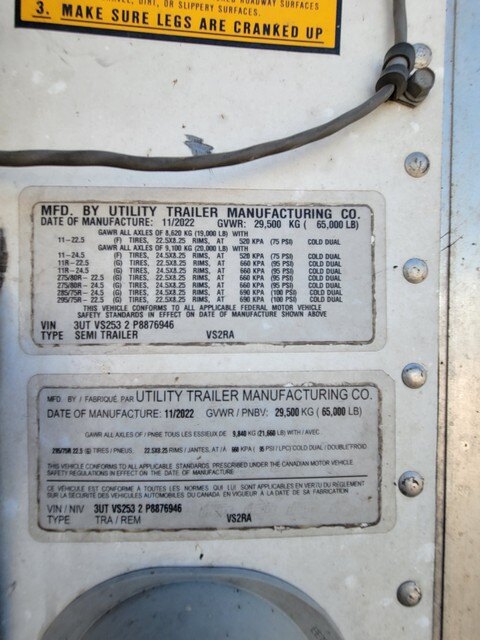 DIRT, OR SLIPPERY SURFACES.
3. MAKE SURE LEGS ARE CRANKED UP
MFD. BY UTILITY TRAILER MANUFACTURING CO.
DATE OF MANUFACTURE: 11/2022 GVWR: 29,500 KG ( 65,000 LB)
GAWR ALL AXLES OF 8,620 KG (19,000 LB) WITH
11-22.5 (F) TIRES, 22.5X8.25 RIMS, AT 520 KPA (75 PSI) COLD DUAL
GAWR ALL AXLES OF 9,100 KG (20,000 LB) WITH
11-24.5 (F) TIRES, 24.5X8.25 RIMS, AT 520 KPA (75 PSI) COLD DUAL
11R-22.5 (G) TIRES, 22.5X8.25 RIMS, AT 660 KPA (95 PSI) COLD DUAL
11R-24.5 (G) TIRES, 24.5X8.25 RIMS, AT 660 KPA (95 PSI) COLD DUAL
275/80R-22.5 (G) TIRES, 22.5X8.25 RIMS, AT 660 KPA (95 PSI) COLD DUAL
275/80R-24.5 (G) TIRES, 24.5X8.25 RIMS, AT 660 KPA (95 PSI) COLD DUAL
285/75R-24.5 (G) TIRES, 24.5X8.25 RIMS, AT 690 KPA (100 PSI) COLD DUAL
295/75R-22.5 (G) TIRES, 22.5X8.25 RIMS, AT 690 KPA (100 PSI) COLD DUAL
THIS VEHICLE CONFORMS TO ALL APPLICABLE FEDERAL MOTOR VEHICLE
SAFETY STANDARDS IN EFFECT ON DATE OF MANUFACTURE SHOWN ABOVE
VIN 3UT VS253 2 P8876946
TYPE SEMI TRAILER VS2RA
MFD. BY / FABRIQUÉ PAR UTILITY TRAILER MANUFACTURING CO.
DATE OF MANUFACTURE: 11/2022 GVWR / PNBV: 29,500 KG ( 65,000 LB)
GAWR ALL AXLES OF / PNBE TOUS LES ESSIEUX DE 9,840 KG (21,660 LB) WITH / AVEC
295/75R 22.5 (G) TIRES / PNEUS 22.5X8.25 RIMS / JANTES, AT / A 660 KPA ( 95 PSI / LPC) COLD DUAL / DOUBLE FROID
THIS VEHICLE CONFORMS TO ALL APPLICABLE STANDARDS PRESCRIBED UNDER THE CANADIAN MOTOR VEHICLE
SAFETY REGULATIONS IN EFFECT ON THE DATE OF MANUFACTURE
CE VÉHICULE EST CONFORME À TOUTES LES NORMES QUI LUI SONT APPLICABLES EN VERTU DU RÈGLEMENT
SUR LA SÉCURITÉ DES VÉHICULES AUTOMOBILES DU CANADA EN VIGUEUR À LA DATE DE SA FABRICATION
VIN / NIV 3UT VS253 2 P8876946
TYPE TRA / REM VS2RA